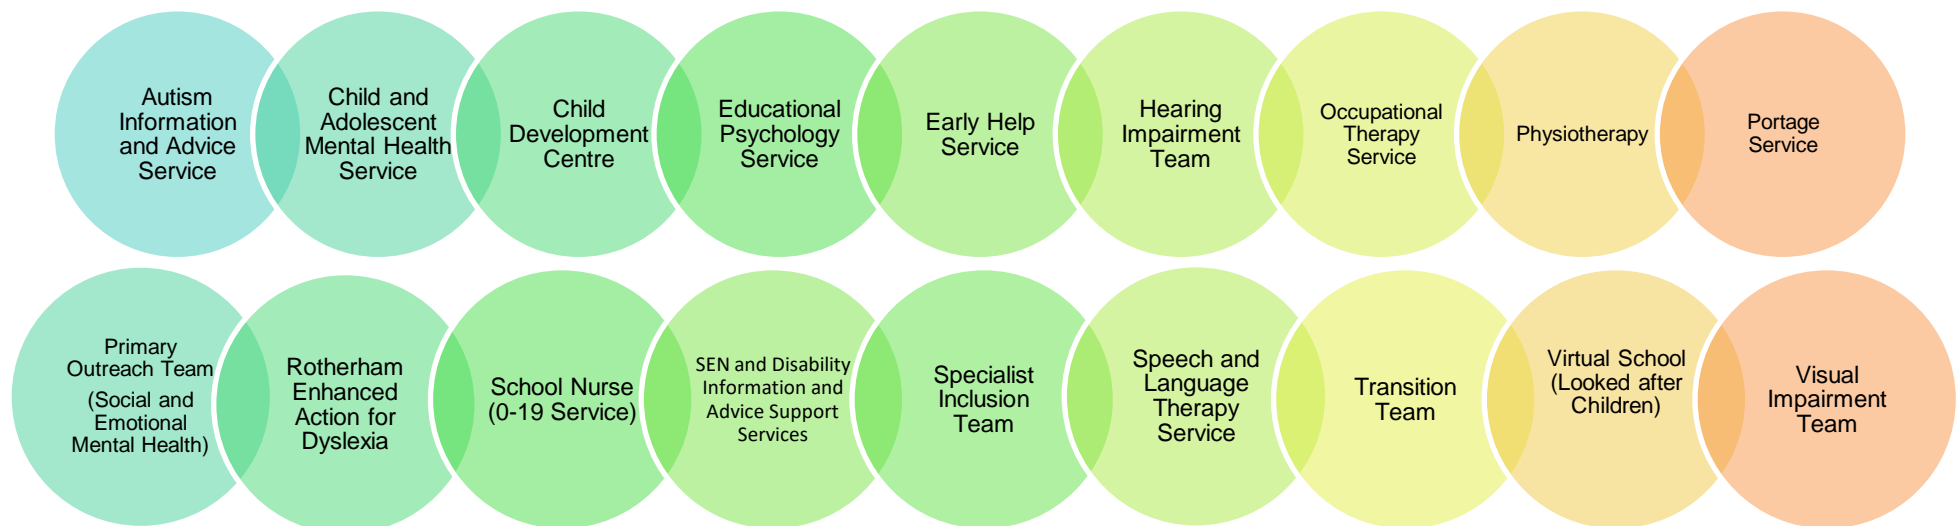 Autism
Information
and Advice
Service
Child and
Adolescent
Mental Health
Service
Child
Development
Centre
Educational
Psychology
Service
Early Help
Service
Hearing
Impairment
Team
Occupational
Therapy
Service
Physiotherapy
Portage
Service
Primary
Outreach Team
(Social and
Emotional
Mental Health)
Rotherham
Enhanced
Action for
Dyslexia
School Nurse
(0-19 Service)
SEN and Disability
Information and
Advice Support
Services
Specialist
Inclusion
Team
Speech and
Language
Therapy
Service
Transition
Team
Virtual School
(Looked after
Children)
Visual
Impairment
Team